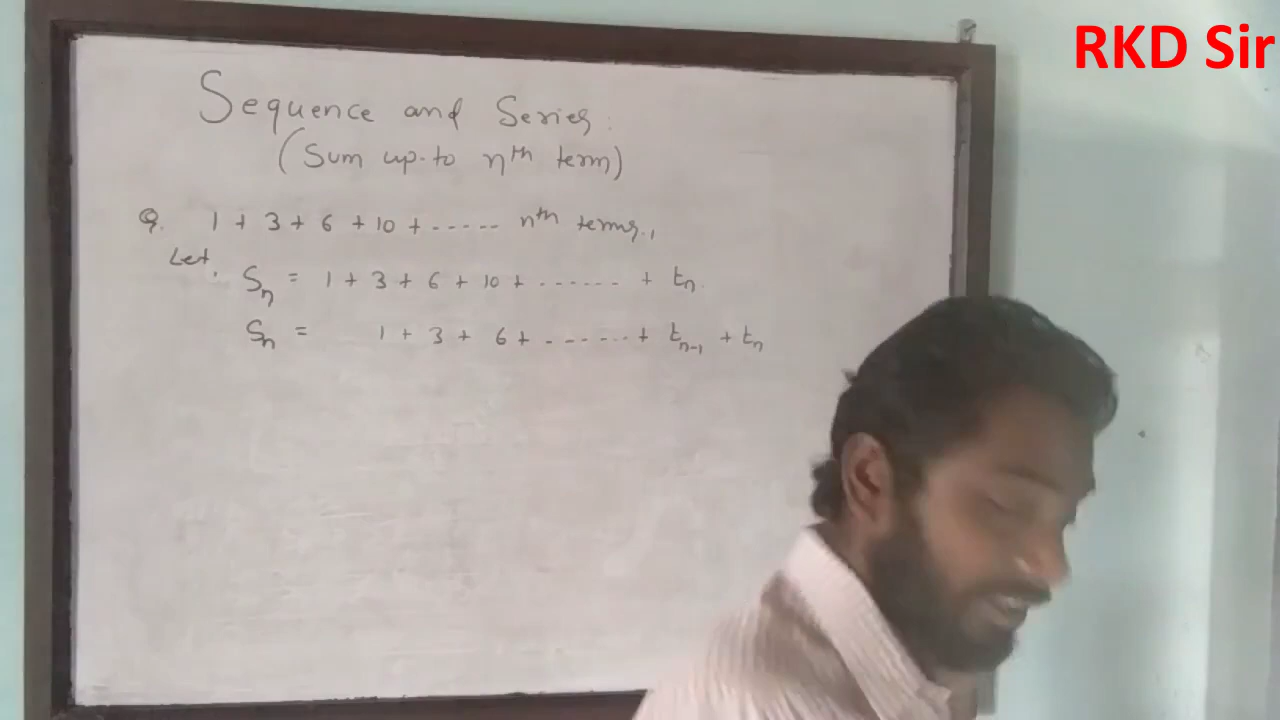 RKD Sir
Sequence and Series:
(Sum up-to nth term)
Q. 1 + 3 + 6 + 10 + ----- nth terms.,
Let,
Sn = 1 + 3 + 6 + 10 + ------ + tn.
Sn = 1 + 3 + 6 + ------ + tn-1 + tn